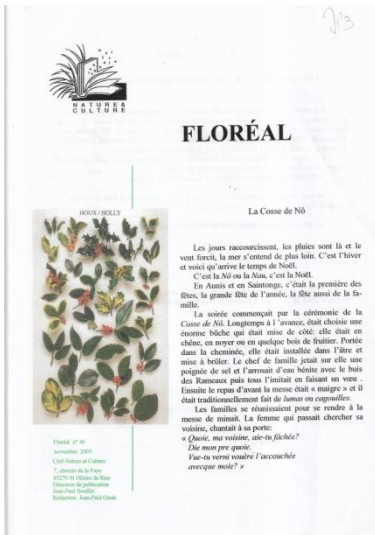 NATURE &
CULTURE
FLORÉAL
La Cosse de Nô
HOUX / HOLLY
Les jours raccourcissent, les pluies sont là et le
vent forcit, la mer s'entend de plus loin. C'est l'hiver
et voici qu'arrive le temps de Noël.
C'est la Nô ou la Nau, c'est la Noël.
En Aunis et en Saintonge, c'était la première des
fêtes, la grande fête de l'année, la fête aussi de la fa-
mille.
La soirée commençait par la cérémonie de la
Cosse de Nô. Longtemps à l 'avance, était choisie une
énorme bûche qui était mise de côté: elle était en
chêne, en noyer ou en quelque bois de fruitier. Portée
dans la cheminée, elle était installée dans l'âtre et
mise à brûler. Le chef de famille jetait sur elle une
poignée de sel et l'arrosait d'eau bénite avec le buis
des Rameaux puis tous l'imitait en faisant un vœu .
Ensuite le repas d'avant la messe était « maigre » et il
était traditionnellement fait de lumas ou cagouilles.
Les familles se réunissaient pour se rendre à la
messe de minuit. La femme qui passait chercher sa
voisine, chantait à sa porte:
« Quoie, ma voisine, aie-tu fâchée?
Die mon pre quoie.
Vue-tu verni vouère l'accouchée
avecque moie? »
Floréal n° 40
novembre 2003
Club Nature et Culture
7, chemin de la Fuie
85270 St Hilaire de Riez
Directeur de publication
Jean-Paul Bouffet
Rédacteur Jean-Paul